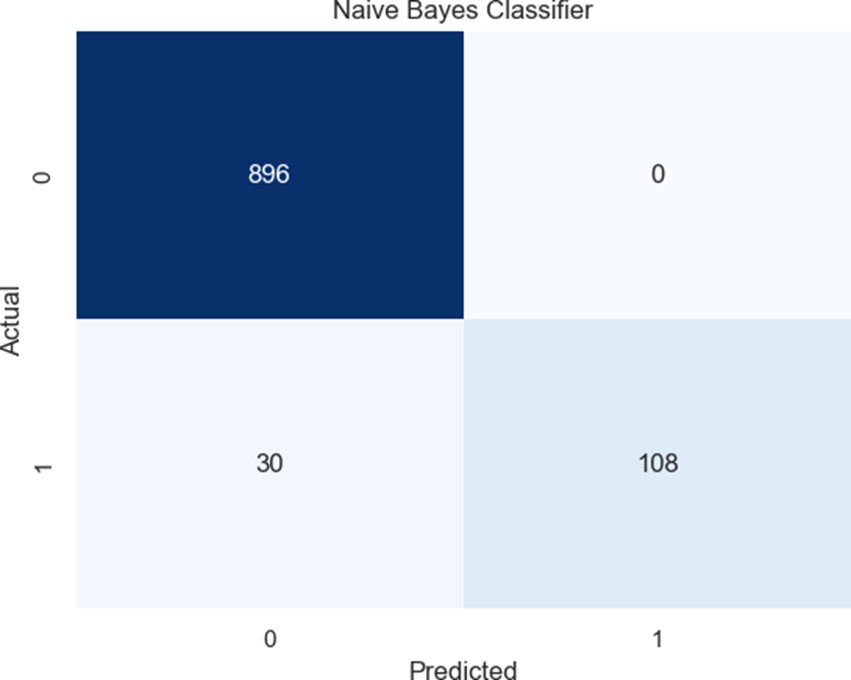 Naive Bayes Classifier
0
896
0
Actual
1
30
108
0
1
Predicted